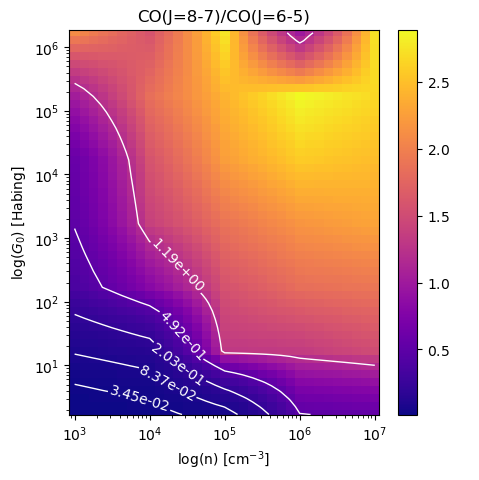 CO(J=8-7)/CO(J=6-5)
log(G₀) [Habing]
10⁶
10⁵
10⁴
10³
10²
10¹
1.19e+00
4.92e-01
2.03e-01
8.37e-02
3.45e-02
10³ 10⁴ 10⁵ 10⁶ 10⁷
log(n) [cm⁻³]
2.5
2.0
1.5
1.0
0.5